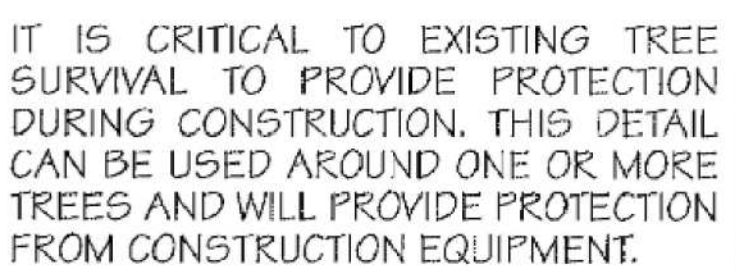 IT IS CRITICAL TO EXISTING TREE
SURVIVAL TO PROVIDE PROTECTION
DURING CONSTRUCTION. THIS DETAIL
CAN BE USED AROUND ONE OR MORE
TREES AND WILL PROVIDE PROTECTION
FROM CONSTRUCTION EQUIPMENT.